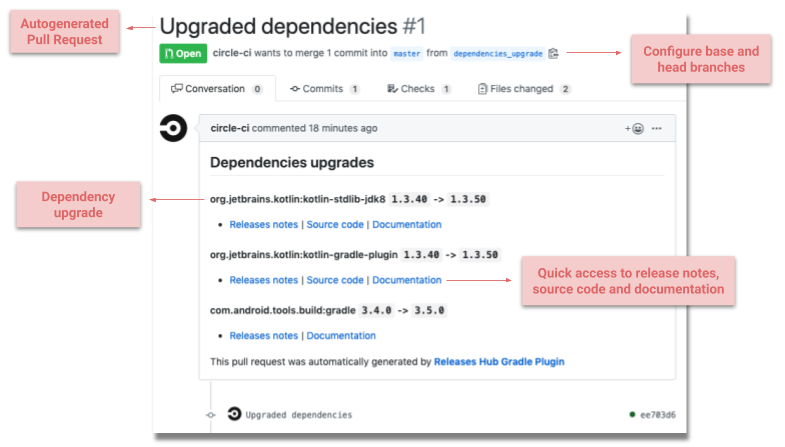 Autogenerated
Pull Request
Upgraded dependencies #1
Open circle-ci wants to merge 1 commit into master from dependencies_upgrade
Configure base and
head branches
Conversation 0 Commits 1 Checks 1 Files changed 2
circle-ci commented 18 minutes ago
Dependencies upgrades
Dependency
upgrade
org.jetbrains.kotlin:kotlin-stdlib-jdk8 1.3.40 -> 1.3.50
• Releases notes | Source code | Documentation
org.jetbrains.kotlin:kotlin-gradle-plugin 1.3.40 -> 1.3.50
• Releases notes | Source code | Documentation
Quick access to release notes,
source code and documentation
com.android.tools.build:gradle 3.4.0 -> 3.5.0
• Releases notes | Documentation
This pull request was automatically generated by Releases Hub Gradle Plugin
Upgraded dependencies ee703d6